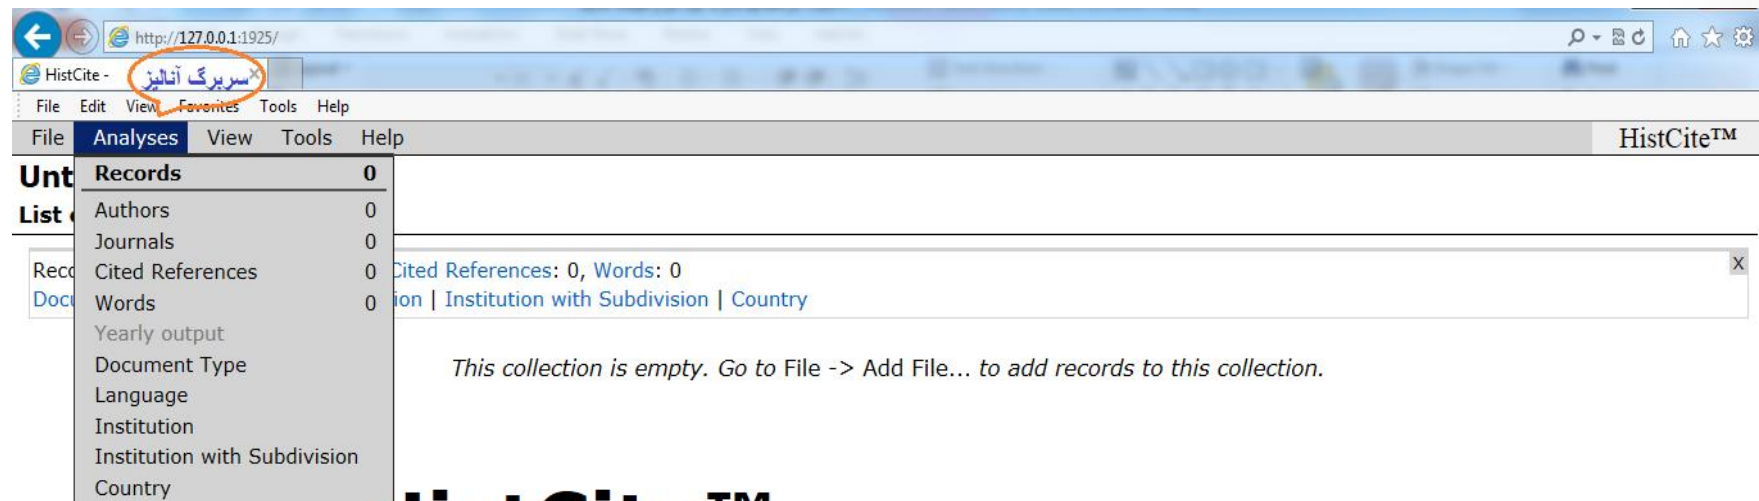 http://127.0.0.1:1925/
HistCite -
سربرگ آنالیز
File Edit View Favorites Tools Help
File Analyses View Tools Help HistCite™
Unt
Records 0
List
Authors 0
Journals 0
Reco
Cited References 0 Cited References: 0, Words: 0
Docu
Words 0 ion | Institution with Subdivision | Country
Yearly output
Document Type
This collection is empty. Go to File -> Add File... to add records to this collection.
Language
Institution
Institution with Subdivision
Country